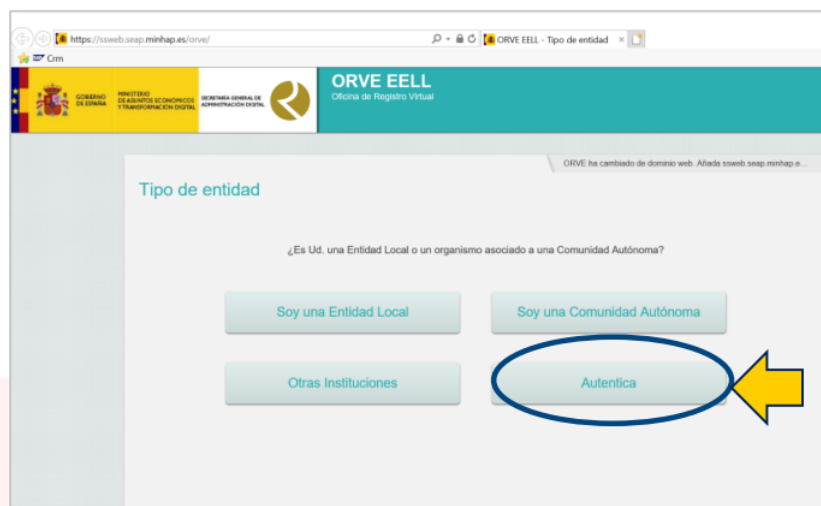 https://ssweb.seap.minhap.es/orve/
ORVE EELL - Tipo de entidad
Crm
GOBIERNO DE ESPAÑA
MINISTERIO DE ASUNTOS ECONÓMICOS Y TRANSFORMACIÓN DIGITAL
SECRETARÍA GENERAL DE ADMINISTRACIÓN DIGITAL
ORVE EELL
Oficina de Registro Virtual
ORVE ha cambiado de dominio web. Añada ssweb.seap.minhap.e...
Tipo de entidad
¿Es Ud. una Entidad Local o un organismo asociado a una Comunidad Autónoma?
Soy una Entidad Local
Soy una Comunidad Autónoma
Otras Instituciones
Autentica